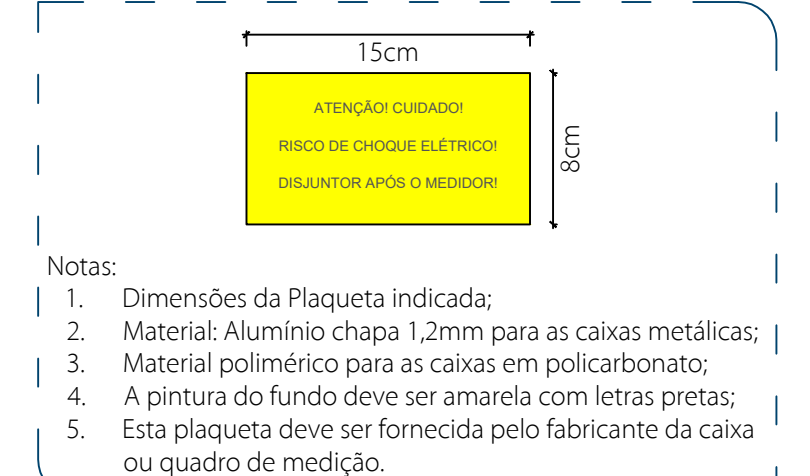 15cm
ATENÇÃO! CUIDADO!
RISCO DE CHOQUE ELÉTRICO!
DISJUNTOR APÓS O MEDIDOR!
8cm
Notas:
1. Dimensões da Plaqueta indicada;
2. Material: Alumínio chapa 1,2mm para as caixas metálicas;
3. Material polimérico para as caixas em policarbonato;
4. A pintura do fundo deve ser amarela com letras pretas;
5. Esta plaqueta deve ser fornecida pelo fabricante da caixa
ou quadro de medição.